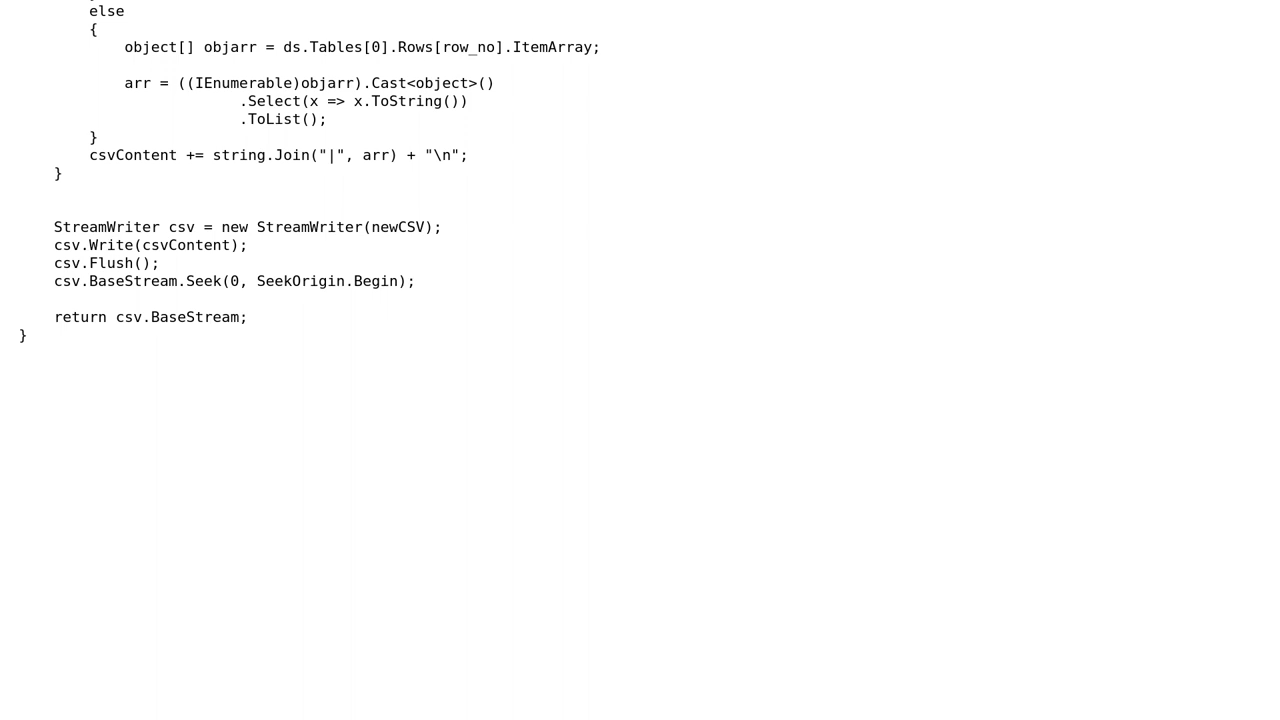 else
{
object[] objarr = ds.Tables[0].Rows[row_no].ItemArray;
arr = ((IEnumerable)objarr).Cast<object>()
.Select(x => x.ToString())
.ToList();
}
csvContent += string.Join("|", arr) + "\n";
}
StreamWriter csv = new StreamWriter(newCSV);
csv.Write(csvContent);
csv.Flush();
csv.BaseStream.Seek(0, SeekOrigin.Begin);
return csv.BaseStream;
}